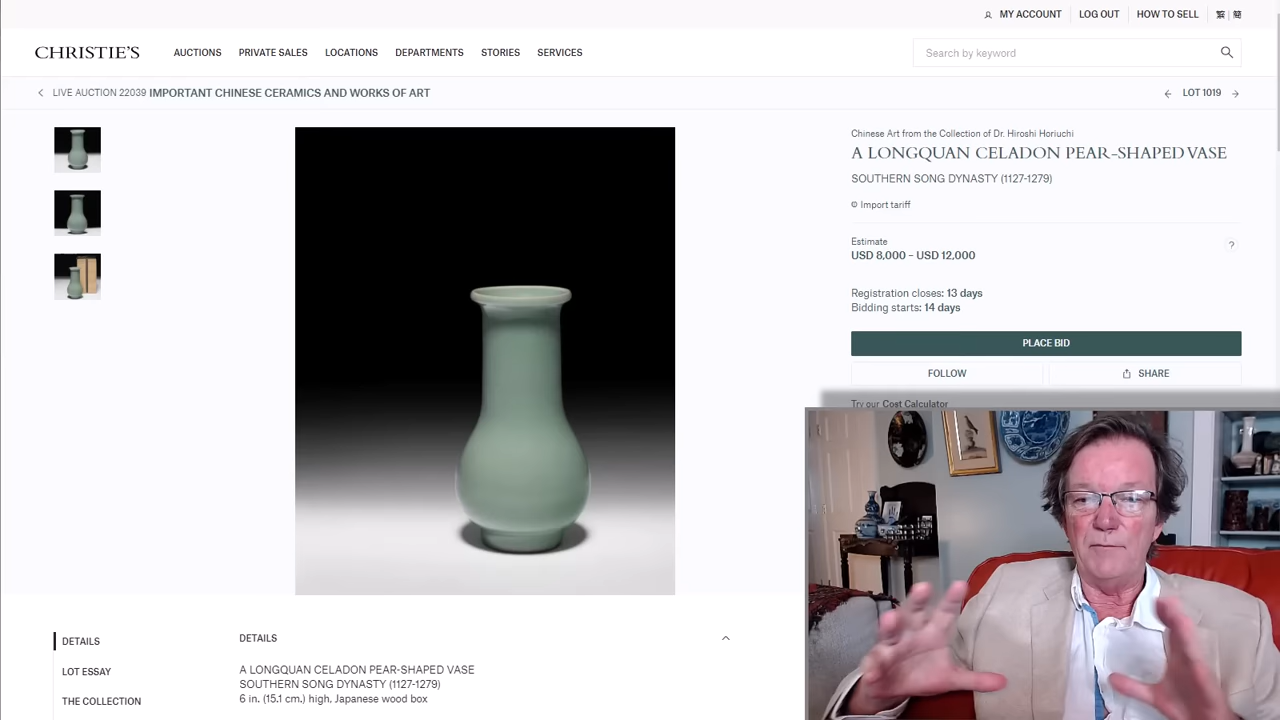 MY ACCOUNT
LOG OUT
HOW TO SELL
繁 | 簡
CHRISTIE'S
AUCTIONS
PRIVATE SALES
LOCATIONS
DEPARTMENTS
STORIES
SERVICES
Search by keyword
LIVE AUCTION 22039 IMPORTANT CHINESE CERAMICS AND WORKS OF ART
LOT 1019
Chinese Art from the Collection of Dr. Hiroshi Horiuchi
A LONGQUAN CELADON PEAR-SHAPED VASE
SOUTHERN SONG DYNASTY (1127-1279)
Import tariff
Estimate
?
USD 8,000 – USD 12,000
Registration closes: 13 days
Bidding starts: 14 days
PLACE BID
FOLLOW
SHARE
Try our Cost Calculator
DETAILS
LOT ESSAY
THE COLLECTION
DETAILS
A LONGQUAN CELADON PEAR-SHAPED VASE
SOUTHERN SONG DYNASTY (1127-1279)
6 in. (15.1 cm.) high, Japanese wood box